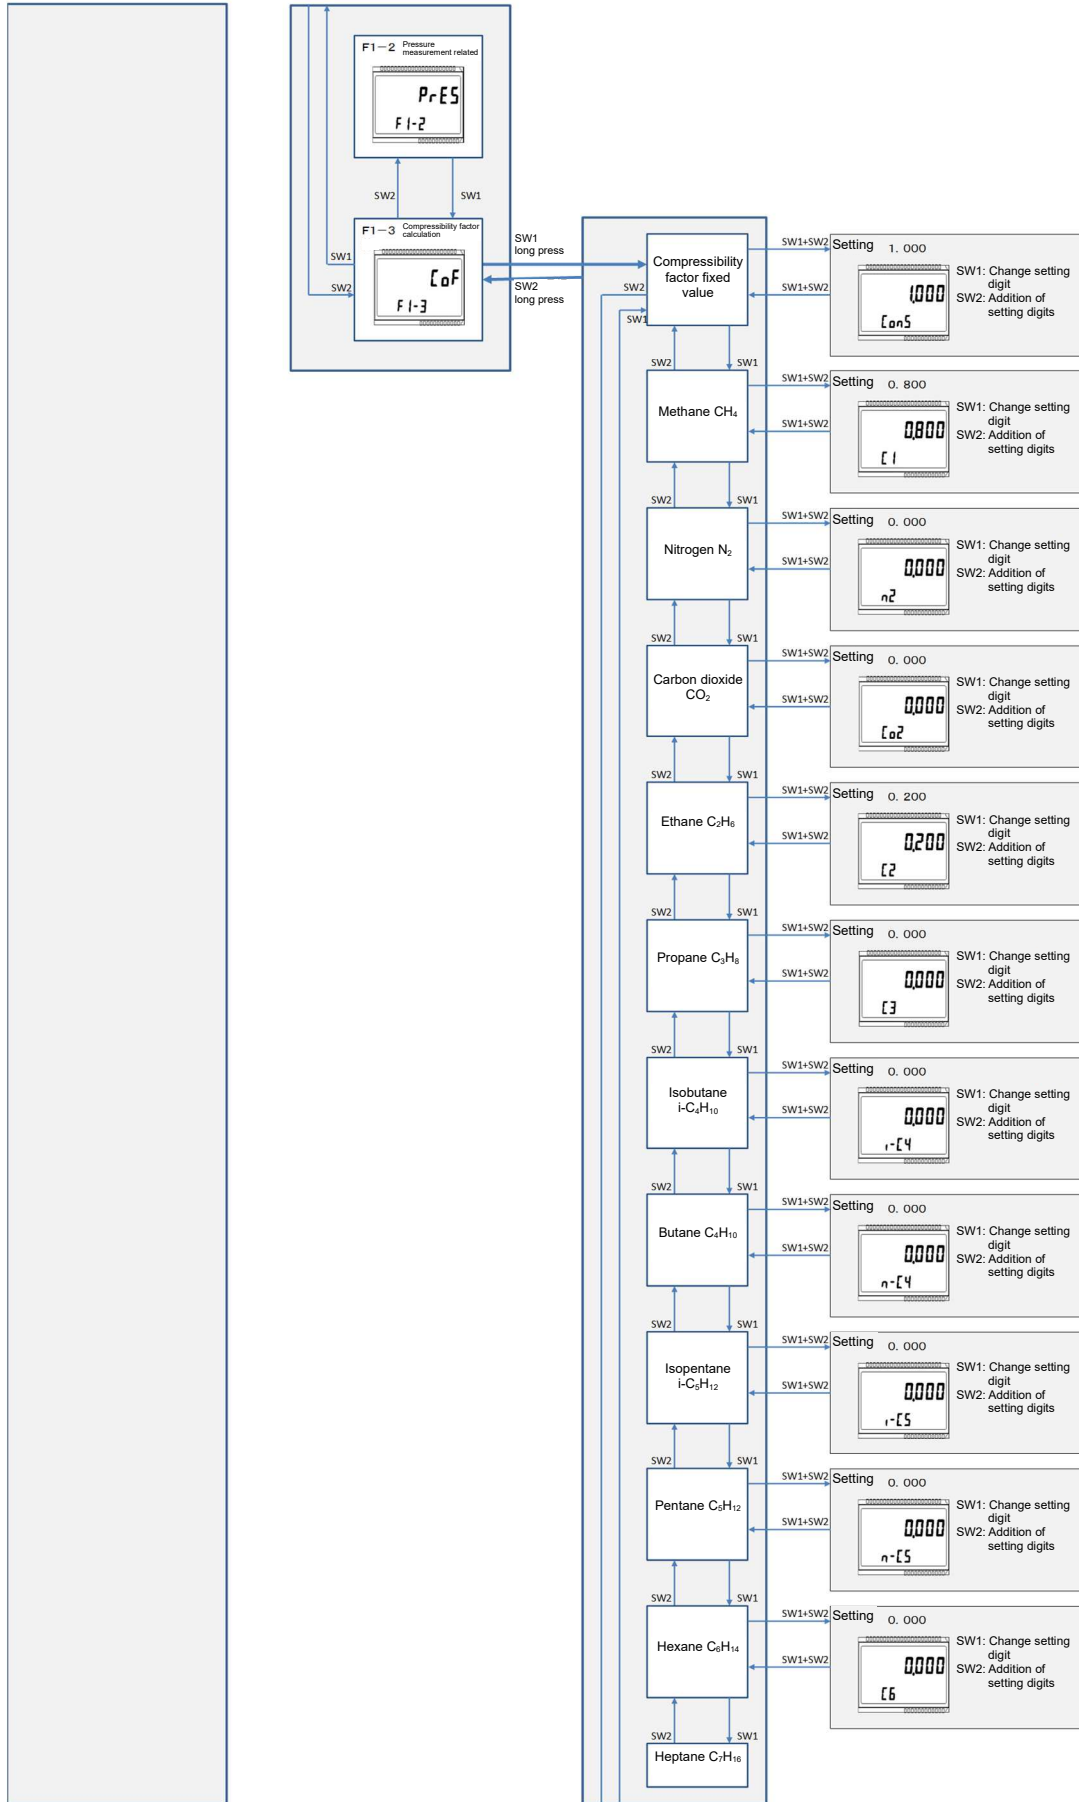 F1-2 Pressure
measurement related
PrES
F1-2
SW2
SW1
F1-3 Compressibility factor
calculation
CoF
F1-3
SW1
SW2
SW1
long press
SW2
long press
Compressibility
factor fixed
value
SW2
SW1
SW1+SW2
SW1+SW2
Setting 1.000
1,000
ConS
SW1: Change setting
digit
SW2: Addition of
setting digits
SW2
SW1
Methane CH₄
SW1+SW2
SW1+SW2
Setting 0.800
0,800
C1
SW1: Change setting
digit
SW2: Addition of
setting digits
SW2
SW1
Nitrogen N₂
SW1+SW2
SW1+SW2
Setting 0.000
0,000
n2
SW1: Change setting
digit
SW2: Addition of
setting digits
SW2
SW1
Carbon dioxide
CO₂
SW1+SW2
SW1+SW2
Setting 0.000
0,000
Co2
SW1: Change setting
digit
SW2: Addition of
setting digits
SW2
SW1
Ethane C₂H₆
SW1+SW2
SW1+SW2
Setting 0.200
0,200
C2
SW1: Change setting
digit
SW2: Addition of
setting digits
SW2
SW1
Propane C₃H₈
SW1+SW2
SW1+SW2
Setting 0.000
0,000
C3
SW1: Change setting
digit
SW2: Addition of
setting digits
SW2
SW1
Isobutane
i-C₄H₁₀
SW1+SW2
SW1+SW2
Setting 0.000
0,000
i-C4
SW1: Change setting
digit
SW2: Addition of
setting digits
SW2
SW1
Butane C₄H₁₀
SW1+SW2
SW1+SW2
Setting 0.000
0,000
n-C4
SW1: Change setting
digit
SW2: Addition of
setting digits
SW2
SW1
Isopentane
i-C₅H₁₂
SW1+SW2
SW1+SW2
Setting 0.000
0,000
i-C5
SW1: Change setting
digit
SW2: Addition of
setting digits
SW2
SW1
Pentane C₅H₁₂
SW1+SW2
SW1+SW2
Setting 0.000
0,000
n-C5
SW1: Change setting
digit
SW2: Addition of
setting digits
SW2
SW1
Hexane C₆H₁₄
SW1+SW2
SW1+SW2
Setting 0.000
0,000
C6
SW1: Change setting
digit
SW2: Addition of
setting digits
SW2
SW1
Heptane C₇H₁₆